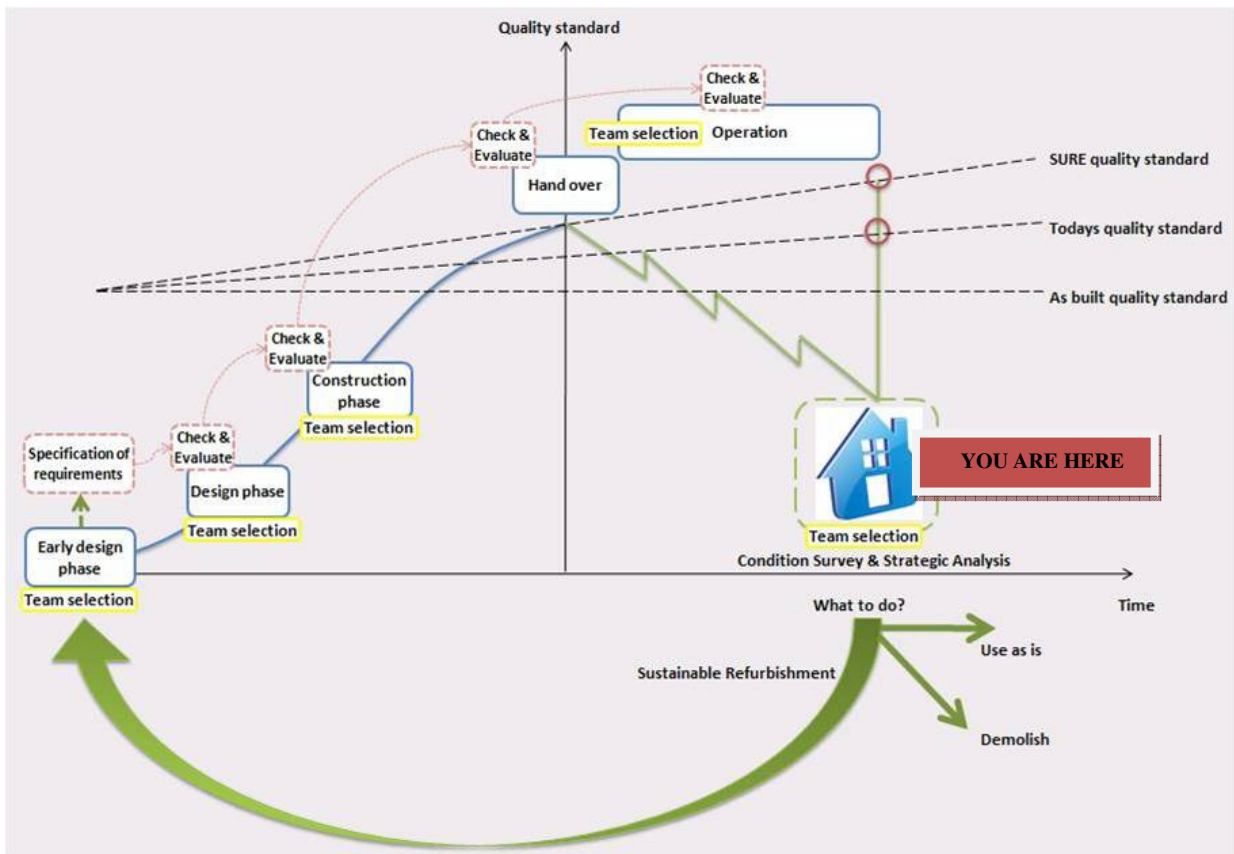 Quality standard
Check &
Evaluate
Team selection
Operation
Check &
Evaluate
Hand over
SURE quality standard
Todays quality standard
As built quality standard
Check &
Evaluate
Construction
phase
Team selection
Check &
Evaluate
Specification of
requirements
Design phase
Team selection
Early design
phase
Team selection
YOU ARE HERE
Team selection
Condition Survey & Strategic Analysis
What to do?
Time
Use as is
Sustainable Refurbishment
Demolish